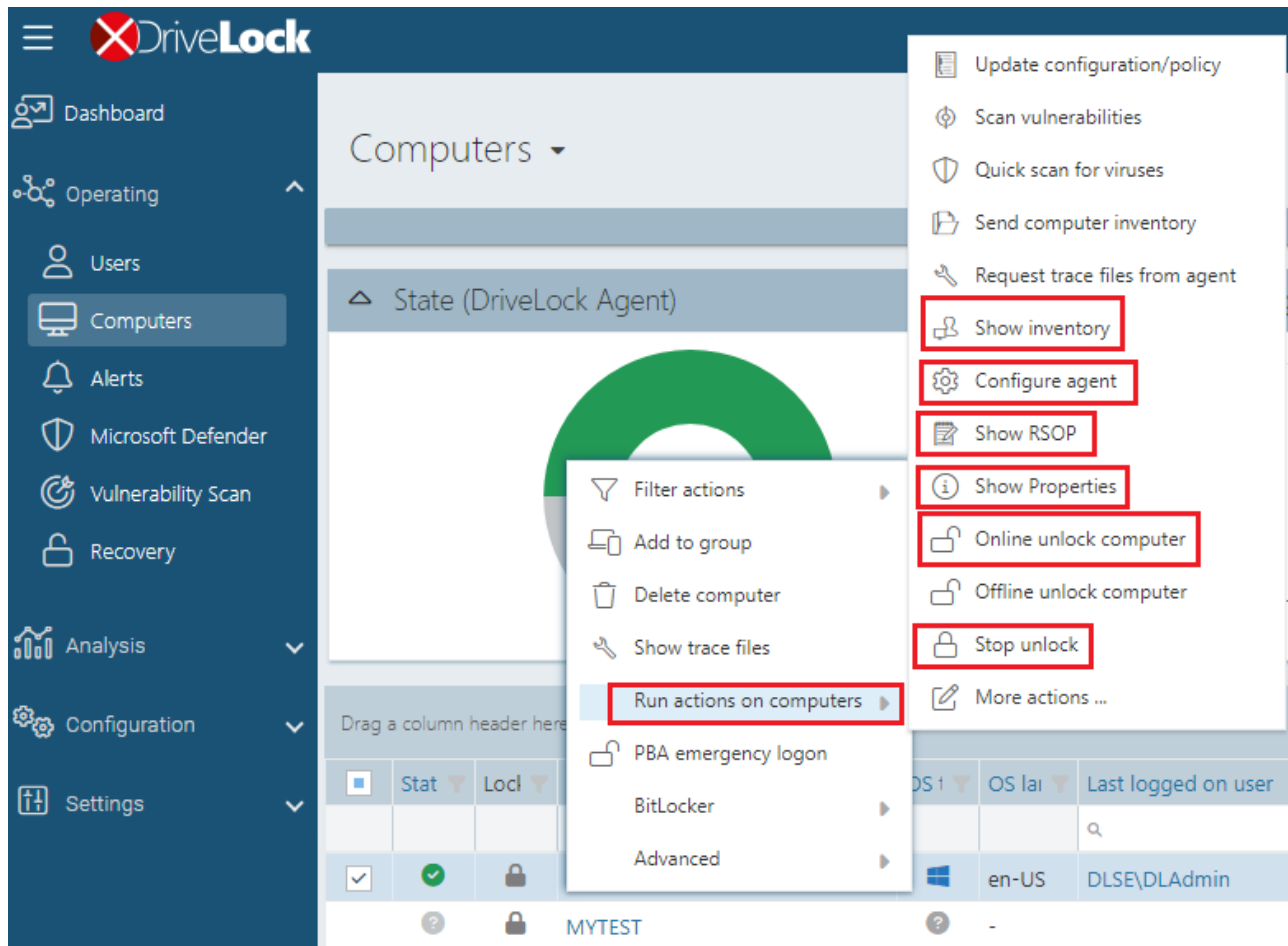 DriveLock
Dashboard
Operating
Users
Computers
Alerts
Microsoft Defender
Vulnerability Scan
Recovery
Analysis
Configuration
Settings
Computers
State (DriveLock Agent)
Filter actions
Add to group
Delete computer
Show trace files
Run actions on computers
PBA emergency logon
BitLocker
Advanced
Update configuration/policy
Scan vulnerabilities
Quick scan for viruses
Send computer inventory
Request trace files from agent
Show inventory
Configure agent
Show RSOP
Show Properties
Online unlock computer
Offline unlock computer
Stop unlock
More actions ...
Drag a column header here
Stat Lock OS t OS lan Last logged on user
en-US DLSE\DLAdmin
MYTEST -